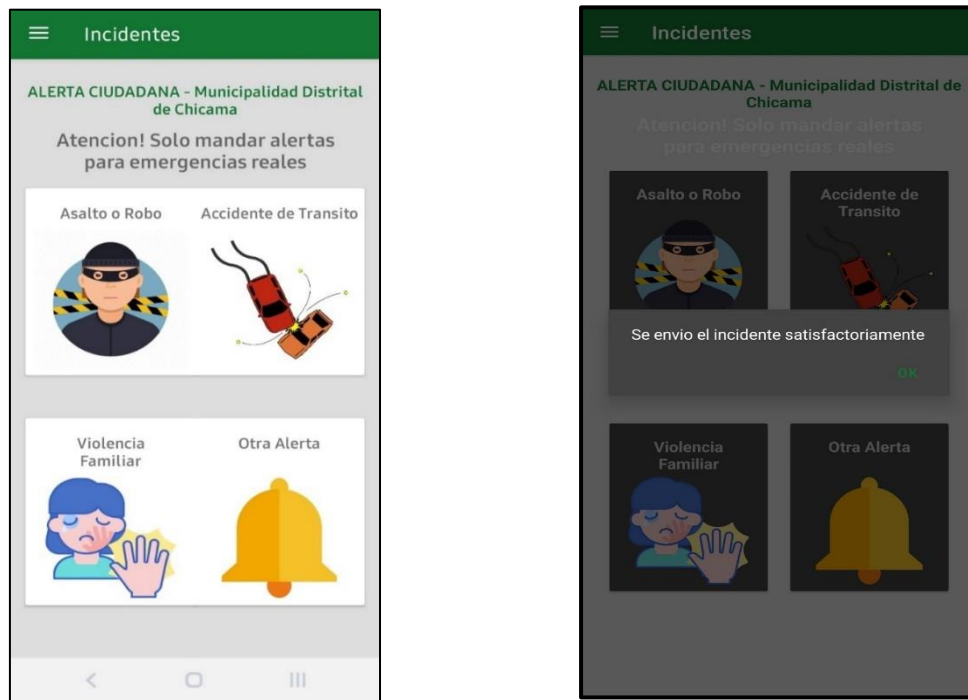 Incidentes
ALERTA CIUDADANA - Municipalidad Distrital
de Chicama
Atencion! Solo mandar alertas
para emergencias reales
Asalto o Robo
Accidente de Transito
Violencia
Familiar
Otra Alerta
Incidentes
ALERTA CIUDADANA - Municipalidad Distrital de
Chicama
Atencion! Solo mandar alertas
para emergencias reales
Asalto o Robo
Accidente de
Transito
Se envio el incidente satisfactoriamente
OK
Violencia
Familiar
Otra Alerta